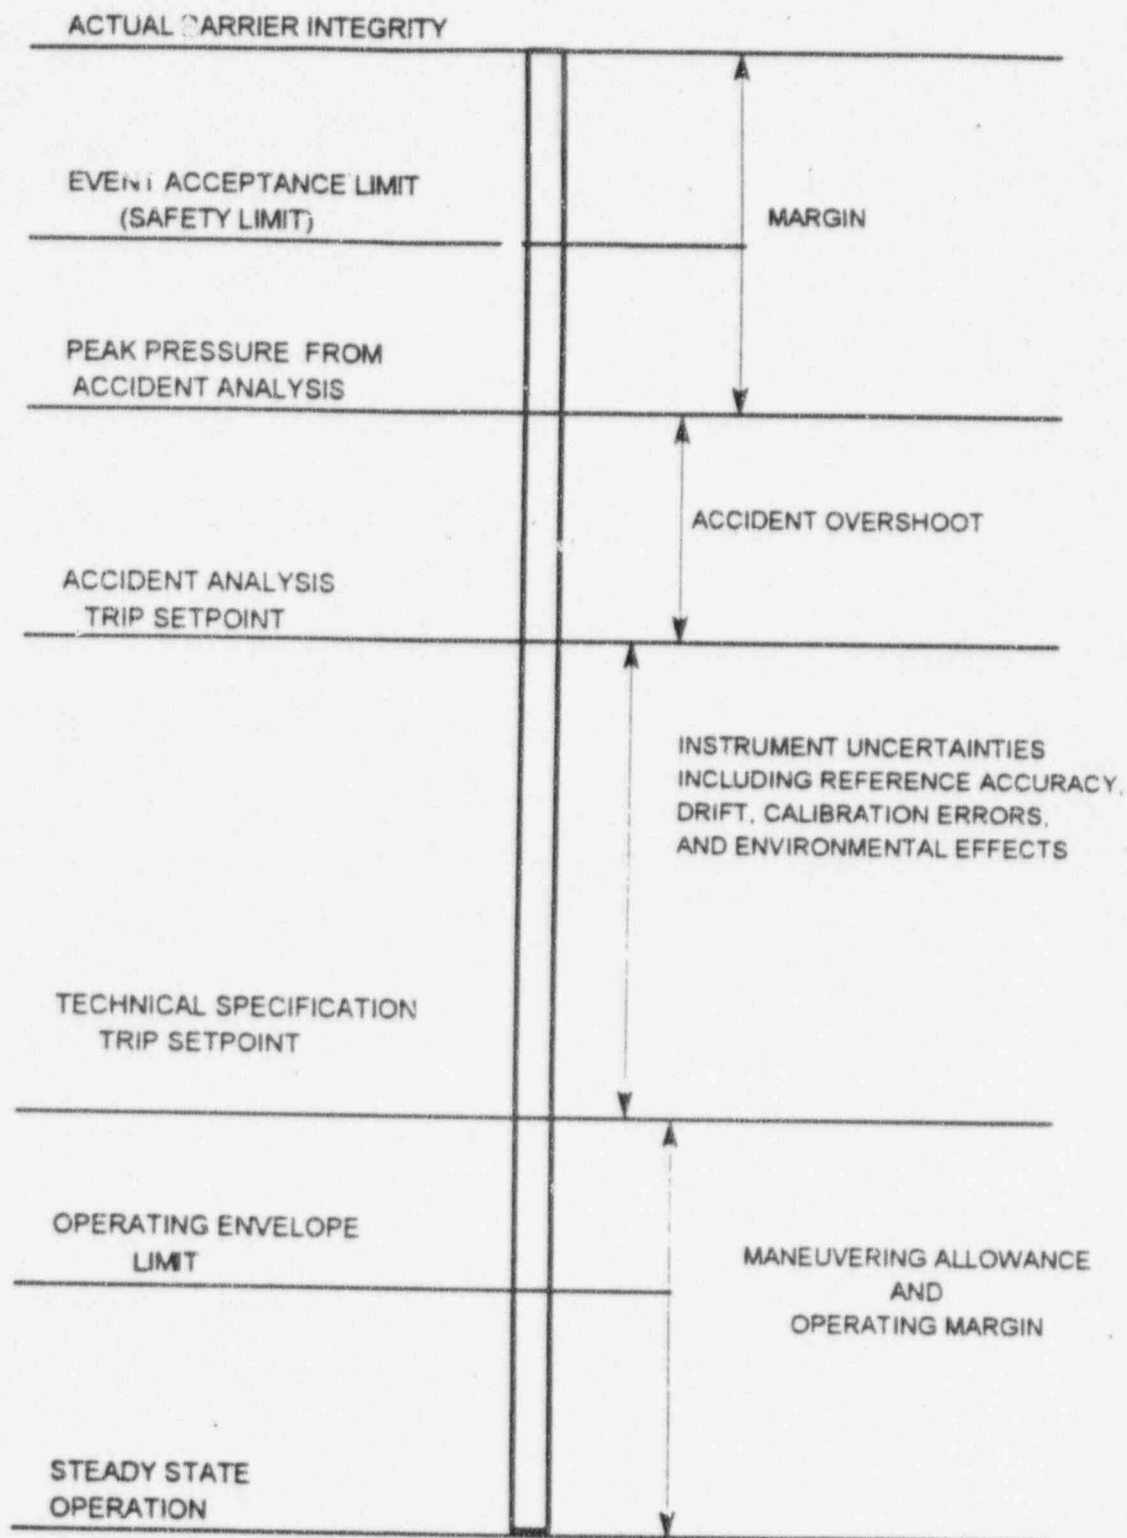 ACTUAL BARRIER INTEGRITY
EVENT ACCEPTANCE LIMIT
(SAFETY LIMIT)
MARGIN
PEAK PRESSURE FROM
ACCIDENT ANALYSIS
ACCIDENT OVERSHOOT
ACCIDENT ANALYSIS
TRIP SETPOINT
INSTRUMENT UNCERTAINTIES
INCLUDING REFERENCE ACCURACY,
DRIFT, CALIBRATION ERRORS,
AND ENVIRONMENTAL EFFECTS
TECHNICAL SPECIFICATION
TRIP SETPOINT
OPERATING ENVELOPE
LIMIT
MANEUVERING ALLOWANCE
AND
OPERATING MARGIN
STEADY STATE
OPERATION